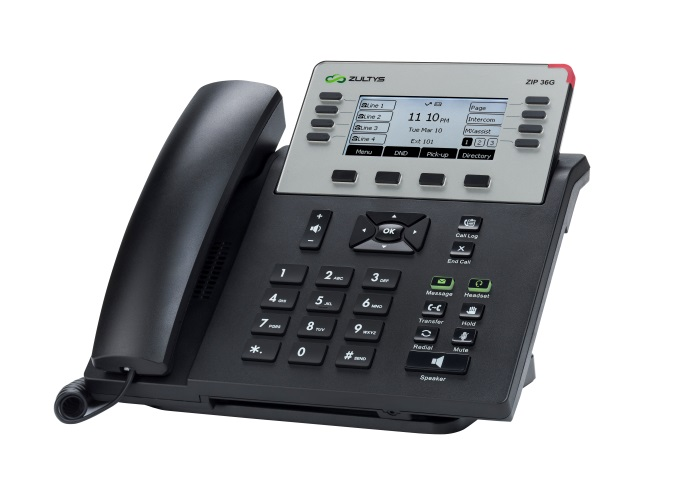 ZULTYS
ZIP 36G
Line 1
Page
Line 2
11 10 PM
Intercom
Line 3
Tue Mar 10
MXassist
Line 4
Ext 101
1 2 3
Menu DND Pick-up Directory
+
−
OK
Call Log
End Call
1 2 ABC 3 DEF
4 GHI 5 JKL 6 MNO
7 PQRS 8 TUV 9 WXYZ
*. 0 # SEND
Message Headset
Transfer Hold
Redial Mute
Speaker